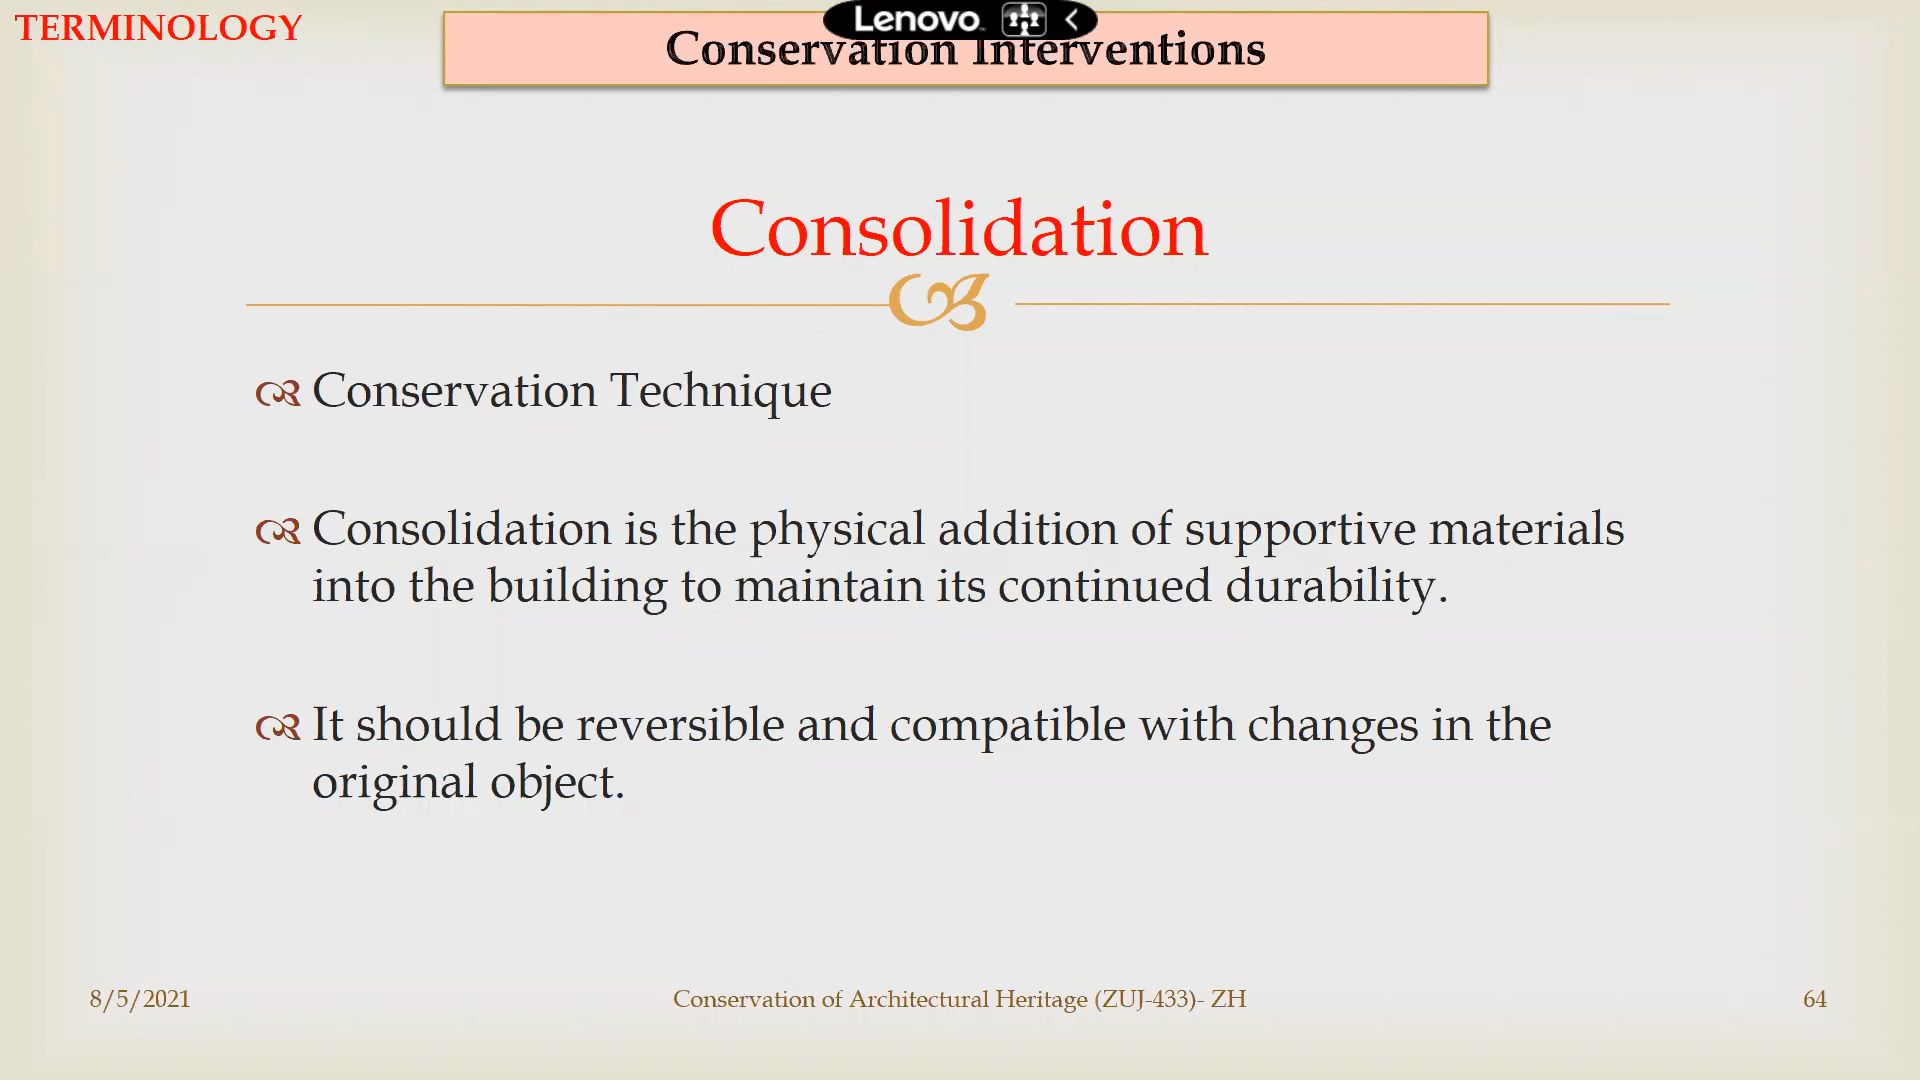 TERMINOLOGY
Lenovo
Conservation Interventions
Consolidation
Conservation Technique
Consolidation is the physical addition of supportive materials
into the building to maintain its continued durability.
It should be reversible and compatible with changes in the
original object.
8/5/2021
Conservation of Architectural Heritage (ZUJ-433)- ZH
64